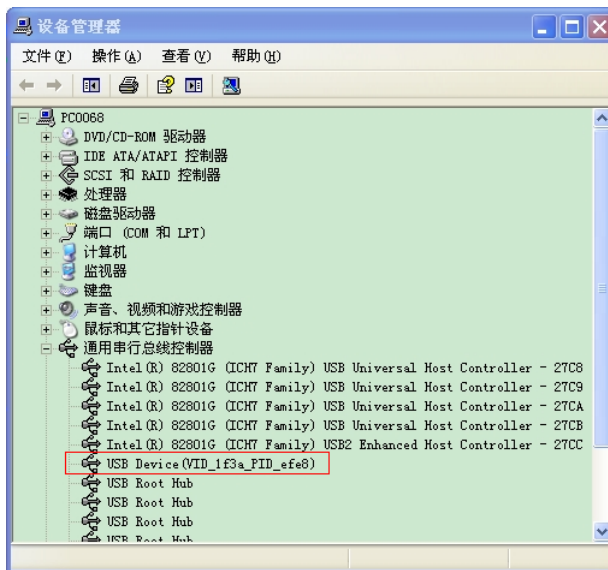 设备管理器
文件(F) 操作(A) 查看(V) 帮助(H)
PC0068
DVD/CD-ROM 驱动器
IDE ATA/ATAPI 控制器
SCSI 和 RAID 控制器
处理器
磁盘驱动器
端口 (COM 和 LPT)
计算机
监视器
键盘
声音、视频和游戏控制器
鼠标和其它指针设备
通用串行总线控制器
Intel(R) 82801G (ICH7 Family) USB Universal Host Controller - 27C8
Intel(R) 82801G (ICH7 Family) USB Universal Host Controller - 27C9
Intel(R) 82801G (ICH7 Family) USB Universal Host Controller - 27CA
Intel(R) 82801G (ICH7 Family) USB Universal Host Controller - 27CB
Intel(R) 82801G (ICH7 Family) USB2 Enhanced Host Controller - 27CC
USB Device(VID_1f3a_PID_efe8)
USB Root Hub
USB Root Hub
USB Root Hub
USB Root Hub